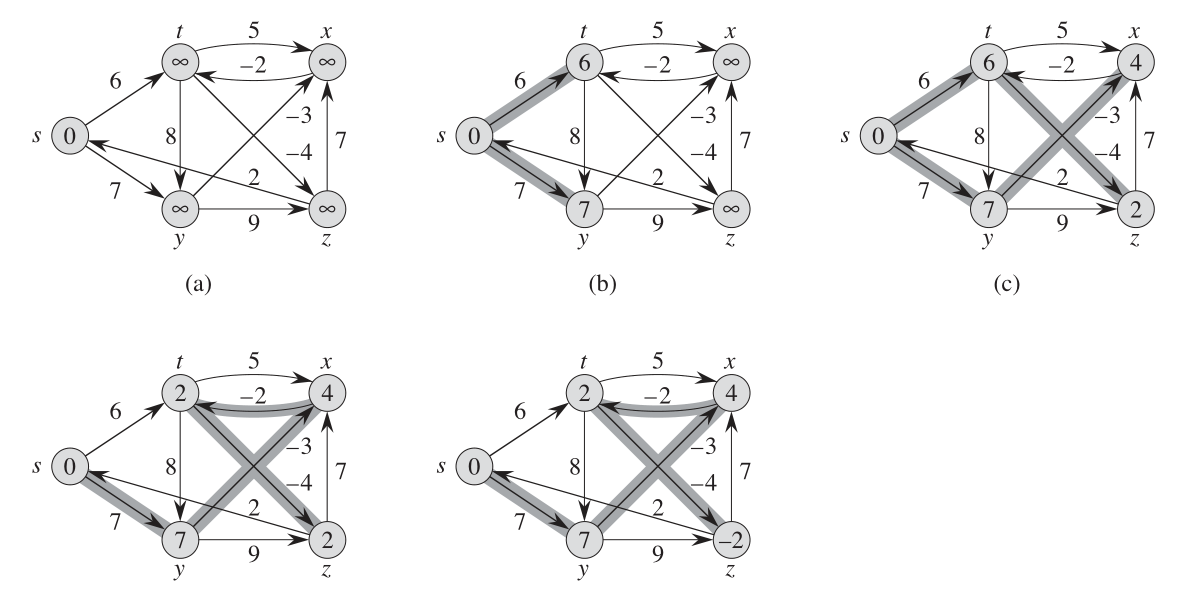 t 5 x
6 ∞ –2 ∞
s 0 8 –3 7
–4
7 2
∞ 9 ∞
y z
(a)
t 5 x
6 6 –2 ∞
s 0 8 –3 7
–4
7 2
7 9 ∞
y z
(b)
t 5 x
6 6 –2 4
s 0 8 –3 7
–4
7 2
7 9 2
y z
(c)
t 5 x
6 2 –2 4
s 0 8 –3 7
–4
7 2
7 9 2
y z
t 5 x
6 2 –2 4
s 0 8 –3 7
–4
7 2
7 9 –2
y z